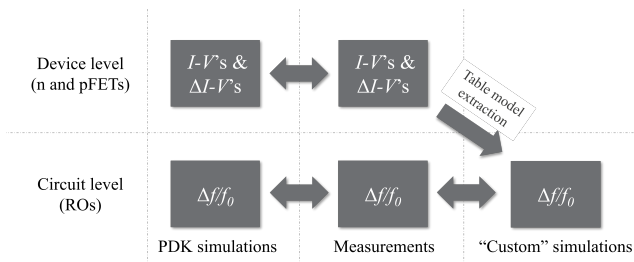 Device level
(n and pFETs)
I-V's &
ΔI-V's
I-V's &
ΔI-V's
Table model
extraction
Circuit level
(ROs)
Δf/f₀
Δf/f₀
Δf/f₀
PDK simulations
Measurements
“Custom” simulations